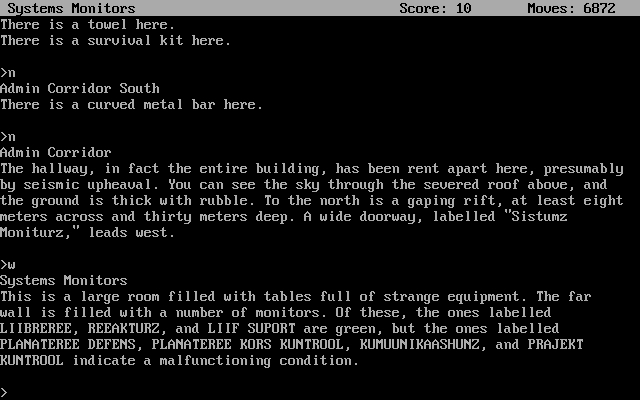 Systems Monitors Score: 10 Moves: 6872
There is a towel here.
There is a survival kit here.
>n
Admin Corridor South
There is a curved metal bar here.
>n
Admin Corridor
The hallway, in fact the entire building, has been rent apart here, presumably
by seismic upheaval. You can see the sky through the severed roof above, and
the ground is thick with rubble. To the north is a gaping rift, at least eight
meters across and thirty meters deep. A wide doorway, labelled "Sistumz
Moniturz," leads west.
>w
Systems Monitors
This is a large room filled with tables full of strange equipment. The far
wall is filled with a number of monitors. Of these, the ones labelled
LIIBREREE, REEAKTURZ, and LIIF SUPORT are green, but the ones labelled
PLANATEREE DEFENS, PLANATEREE KORS KUNTROOL, KUMUUNIKAASHUNZ, and PRAJEKT
KUNTROOL indicate a malfunctioning condition.
>